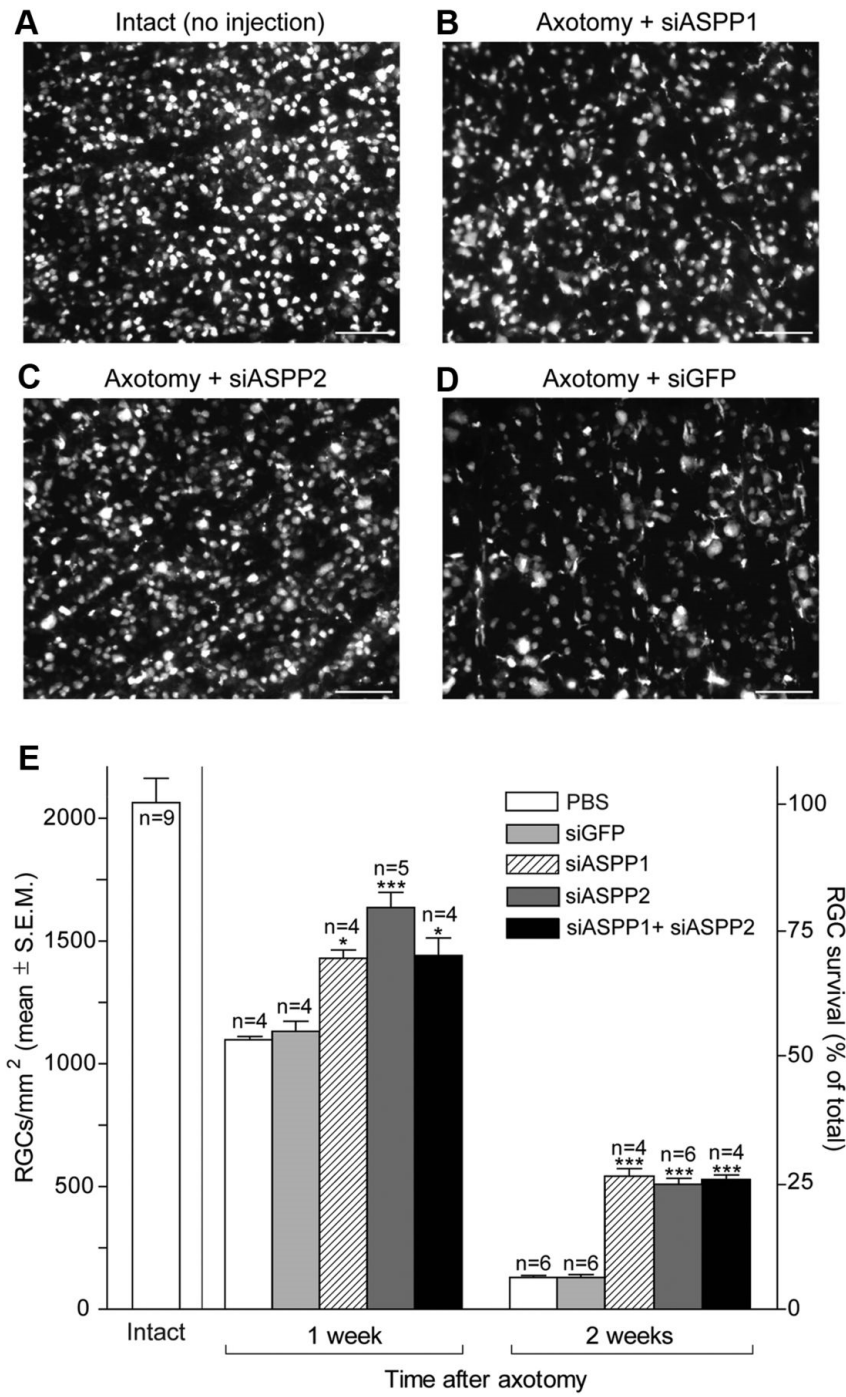 A Intact (no injection)
B Axotomy + siASPP1
C Axotomy + siASPP2
D Axotomy + siGFP
E
RGCs/mm² (mean ± S.E.M.)
2000
1500
1000
500
0
n=9
n=4
n=4
n=4
*
n=5
***
n=4
*
n=6
n=6
n=4
***
n=6
***
n=4
***
PBS
siGFP
siASPP1
siASPP2
siASPP1+ siASPP2
100
75
50
25
0
RGC survival (% of total)
Intact
1 week
2 weeks
Time after axotomy